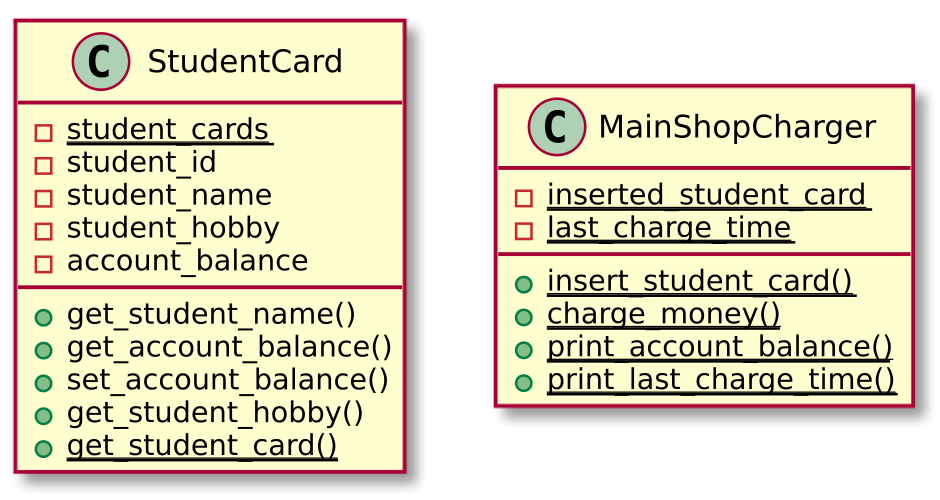 C StudentCard
student_cards
student_id
student_name
student_hobby
account_balance
get_student_name()
get_account_balance()
set_account_balance()
get_student_hobby()
get_student_card()
C MainShopCharger
inserted_student_card
last_charge_time
insert_student_card()
charge_money()
print_account_balance()
print_last_charge_time()